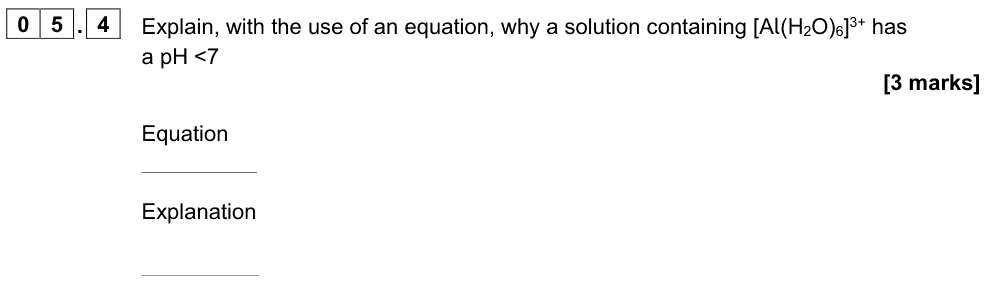 0 5 . 4 Explain, with the use of an equation, why a solution containing [Al(H₂O)₆]³⁺ has
a pH <7
[3 marks]
Equation
Explanation